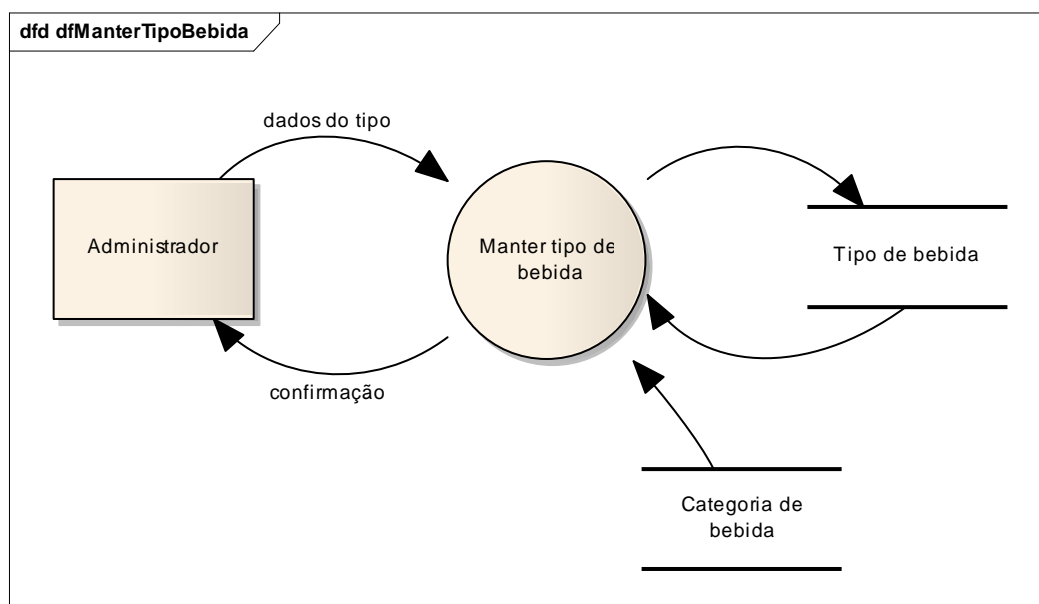 dfd dfManterTipoBebida
dados do tipo
Administrador
Manter tipo de
bebida
Tipo de bebida
confirmação
Categoria de
bebida